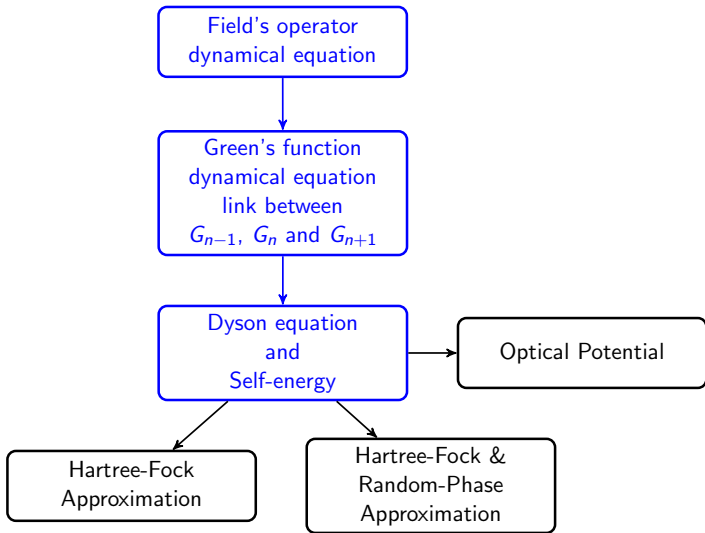 Field's operator
dynamical equation
Green's function
dynamical equation
link between
Gₙ₋₁, Gₙ and Gₙ₊₁
Dyson equation
and
Self-energy
Optical Potential
Hartree-Fock
Approximation
Hartree-Fock &
Random-Phase
Approximation